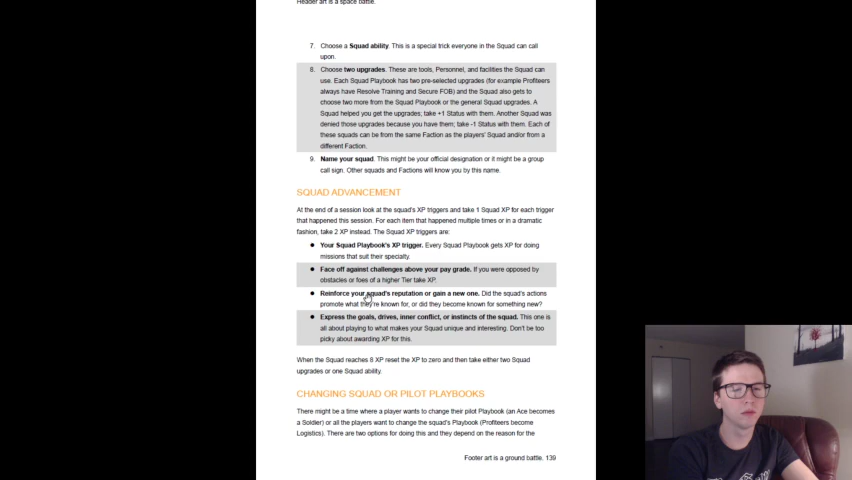 Header art is a space battle.
7. Choose a Squad ability. This is a special trick everyone in the Squad can call
upon.
8. Choose two upgrades. These are tools, Personnel, and facilities the Squad can
use. Each Squad Playbook has two pre-selected upgrades (for example Profiteers
always have Resolve Training and Secure FOB) and the Squad also gets to
choose two more from the Squad Playbook or the general Squad upgrades. A
Squad helped you get the upgrades; take +1 Status with them. Another Squad was
denied those upgrades because you have them; take -1 Status with them. Each of
these squads can be from the same Faction as the players' Squad and/or from a
different Faction.
9. Name your squad. This might be your official designation or it might be a group
call sign. Other squads and Factions will know you by this name.
SQUAD ADVANCEMENT
At the end of a session look at the squad's XP triggers and take 1 Squad XP for each trigger
that happened this session. For each item that happened multiple times or in a dramatic
fashion, take 2 XP instead. The Squad XP triggers are:
● Your Squad Playbook's XP trigger. Every Squad Playbook gets XP for doing
missions that suit their specialty.
● Face off against challenges above your pay grade. If you were opposed by
obstacles or foes of a higher Tier take XP.
● Reinforce your squad's reputation or gain a new one. Did the squad's actions
promote what they're known for, or did they become known for something new?
● Express the goals, drives, inner conflict, or instincts of the squad. This one is
all about playing to what makes your Squad unique and interesting. Don't be too
picky about awarding XP for this.
When the Squad reaches 8 XP reset the XP to zero and then take either two Squad
upgrades or one Squad ability.
CHANGING SQUAD OR PILOT PLAYBOOKS
There might be a time where a player wants to change their pilot Playbook (an Ace becomes
a Soldier) or all the players want to change the squad's Playbook (Profiteers become
Logistics). There are two options for doing this and they depend on the reason for the
Footer art is a ground battle. 139